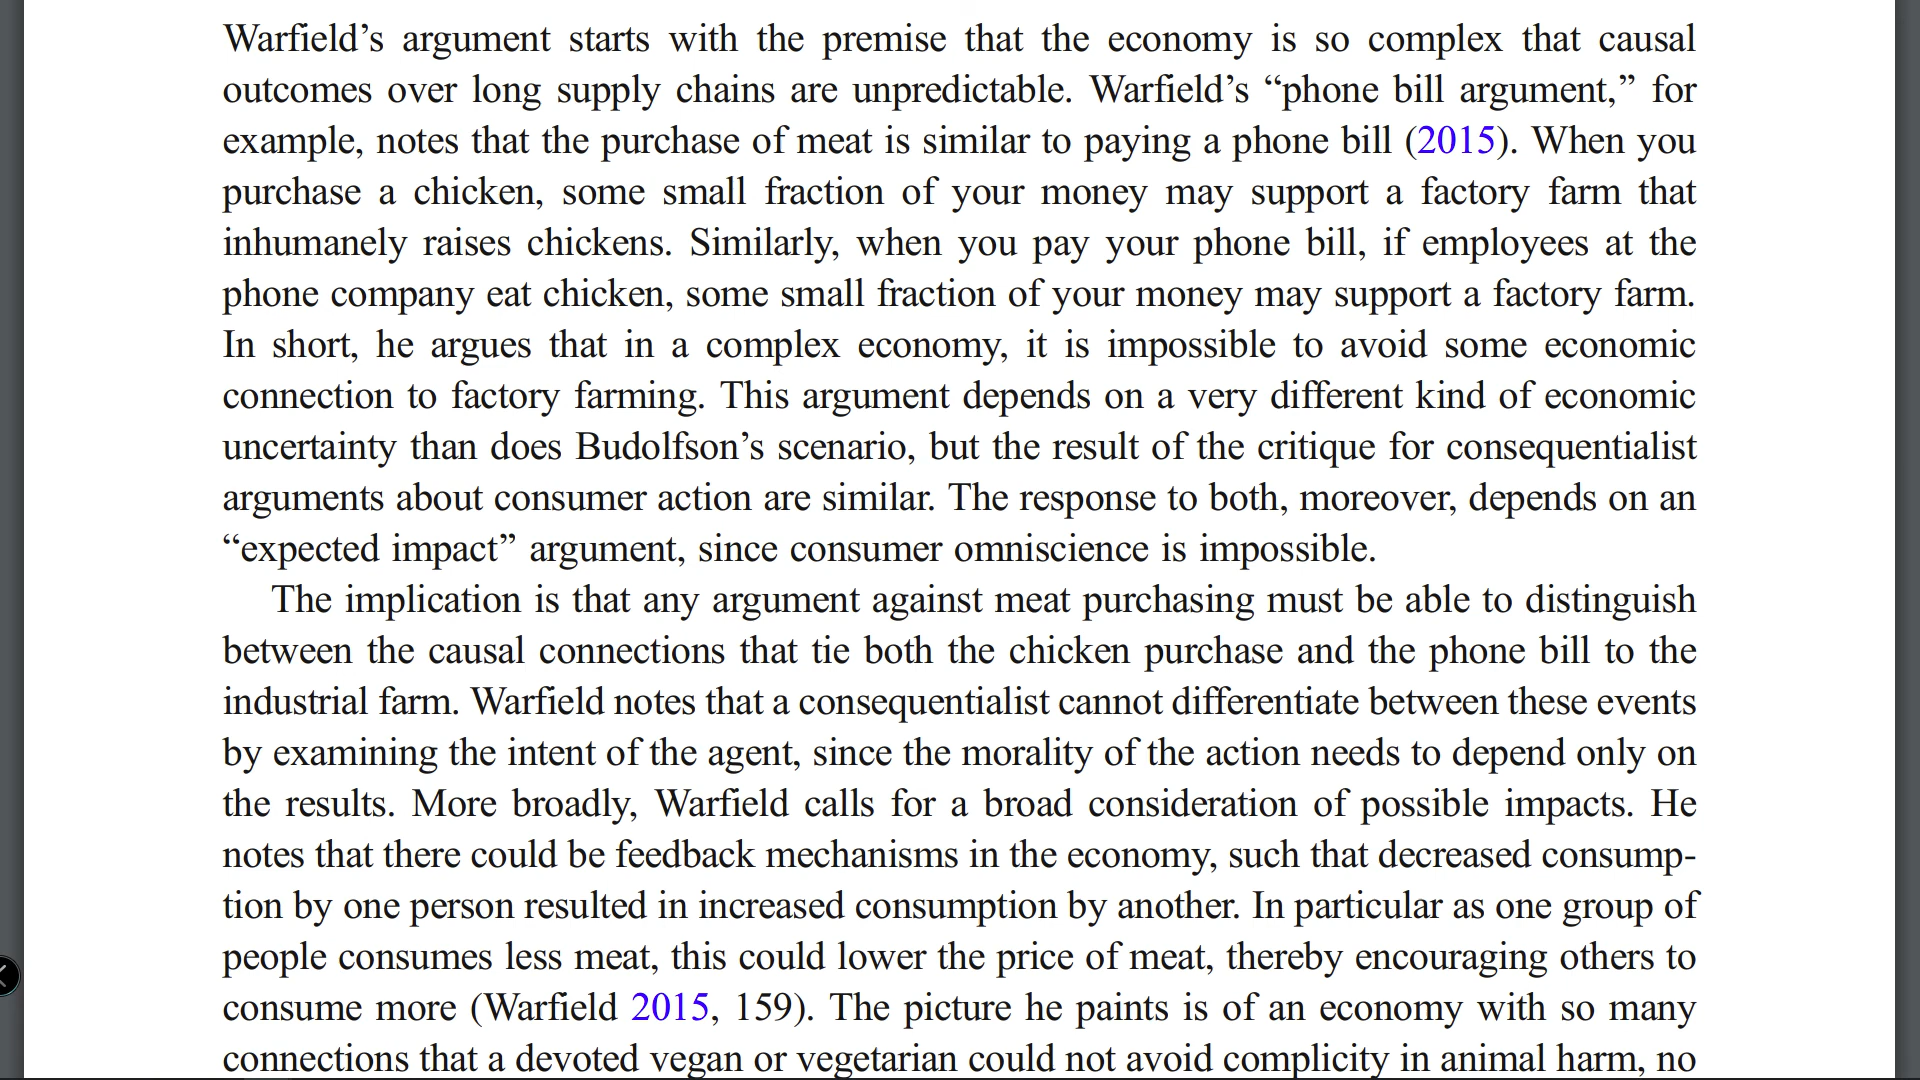 Warfield’s argument starts with the premise that the economy is so complex that causal
outcomes over long supply chains are unpredictable. Warfield’s “phone bill argument,” for
example, notes that the purchase of meat is similar to paying a phone bill (2015). When you
purchase a chicken, some small fraction of your money may support a factory farm that
inhumanely raises chickens. Similarly, when you pay your phone bill, if employees at the
phone company eat chicken, some small fraction of your money may support a factory farm.
In short, he argues that in a complex economy, it is impossible to avoid some economic
connection to factory farming. This argument depends on a very different kind of economic
uncertainty than does Budolfson’s scenario, but the result of the critique for consequentialist
arguments about consumer action are similar. The response to both, moreover, depends on an
“expected impact” argument, since consumer omniscience is impossible.
The implication is that any argument against meat purchasing must be able to distinguish
between the causal connections that tie both the chicken purchase and the phone bill to the
industrial farm. Warfield notes that a consequentialist cannot differentiate between these events
by examining the intent of the agent, since the morality of the action needs to depend only on
the results. More broadly, Warfield calls for a broad consideration of possible impacts. He
notes that there could be feedback mechanisms in the economy, such that decreased consump-
tion by one person resulted in increased consumption by another. In particular as one group of
people consumes less meat, this could lower the price of meat, thereby encouraging others to
consume more (Warfield 2015, 159). The picture he paints is of an economy with so many
connections that a devoted vegan or vegetarian could not avoid complicity in animal harm, no